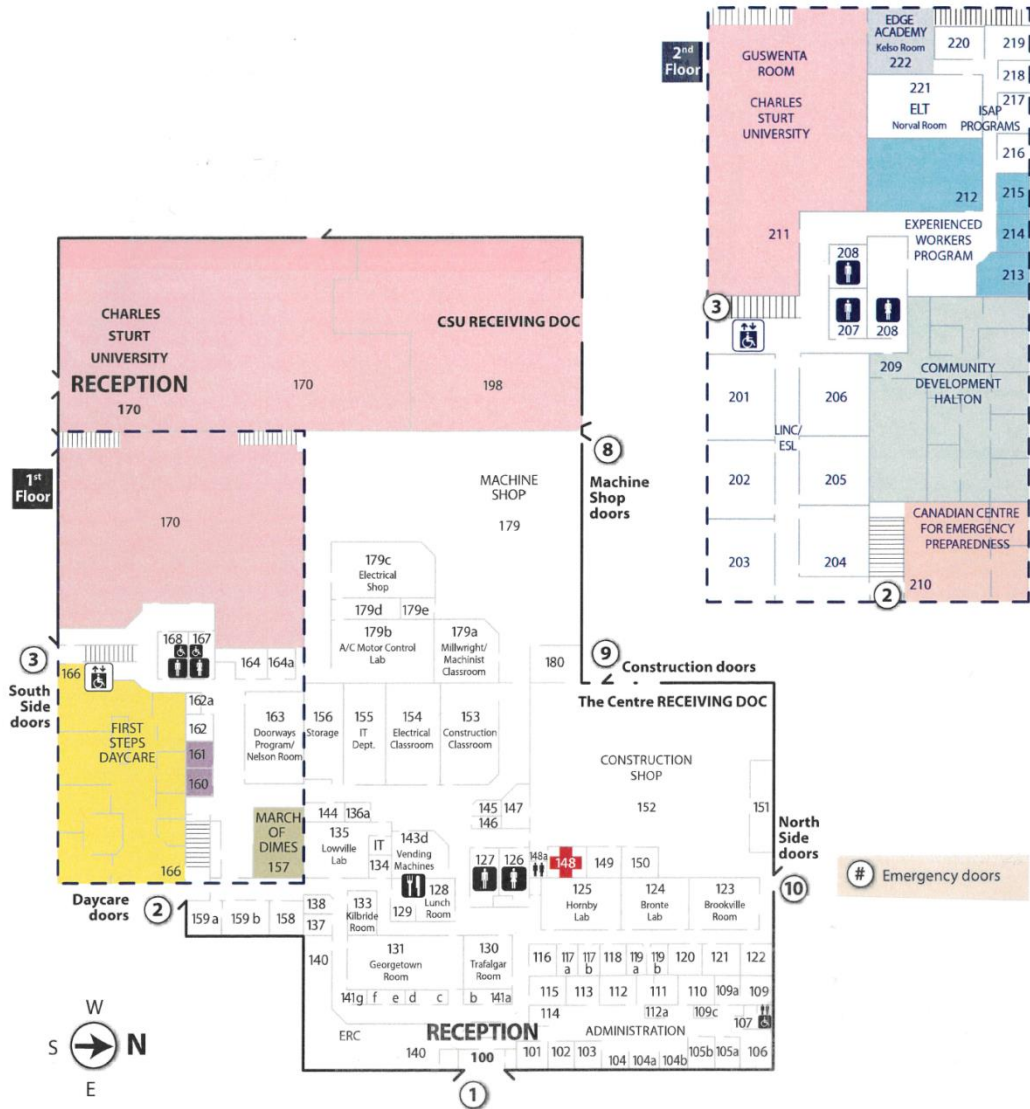 2nd
Floor
GUSWENTA
ROOM
CHARLES
STURT
UNIVERSITY
211
EDGE
ACADEMY
Kelso Room
222
220
219
218
217
221
ELT
Norval Room
ISAP
PROGRAMS
216
212
215
214
213
EXPERIENCED
WORKERS
PROGRAM
208
207
208
3
209
COMMUNITY
DEVELOPMENT
HALTON
201
206
LINC/
ESL
202
205
203
204
CANADIAN CENTRE
FOR EMERGENCY
PREPAREDNESS
210
2
CHARLES
STURT
UNIVERSITY
RECEPTION
170
170
CSU RECEIVING DOC
198
1st
Floor
170
8
Machine
Shop
doors
MACHINE
SHOP
179
179c
Electrical
Shop
179d
179e
179b
A/C Motor Control
Lab
179a
Millwright/
Machinist
Classroom
180
9
Construction doors
The Centre RECEIVING DOC
168
167
164
164a
3
South
Side
doors
166
FIRST
STEPS
DAYCARE
162a
162
161
160
166
163
Doorways
Program/
Nelson Room
156
Storage
155
IT
Dept.
154
Electrical
Classroom
153
Construction
Classroom
CONSTRUCTION
SHOP
152
151
MARCH
OF
DIMES
157
144
136a
135
Lowville
Lab
IT
134
143d
Vending
Machines
145
147
146
127
126
148a
148
149
150
North
Side
doors
10
# Emergency doors
Daycare
doors
2
159 a
159 b
158
138
137
133
Kilbride
Room
129
128
Lunch
Room
125
Hornby
Lab
124
Bronte
Lab
123
Brookville
Room
140
131
Georgetown
Room
130
Trafalgar
Room
116
117
a
117
b
118
119
a
119
b
120
121
122
115
113
112
111
110
109a
109
141g
f
e
d
c
b
141a
114
112a
109c
107
ERC
RECEPTION
ADMINISTRATION
140
100
101
102
103
104
104a
104b
105b
105a
106
1
W
S
N
E